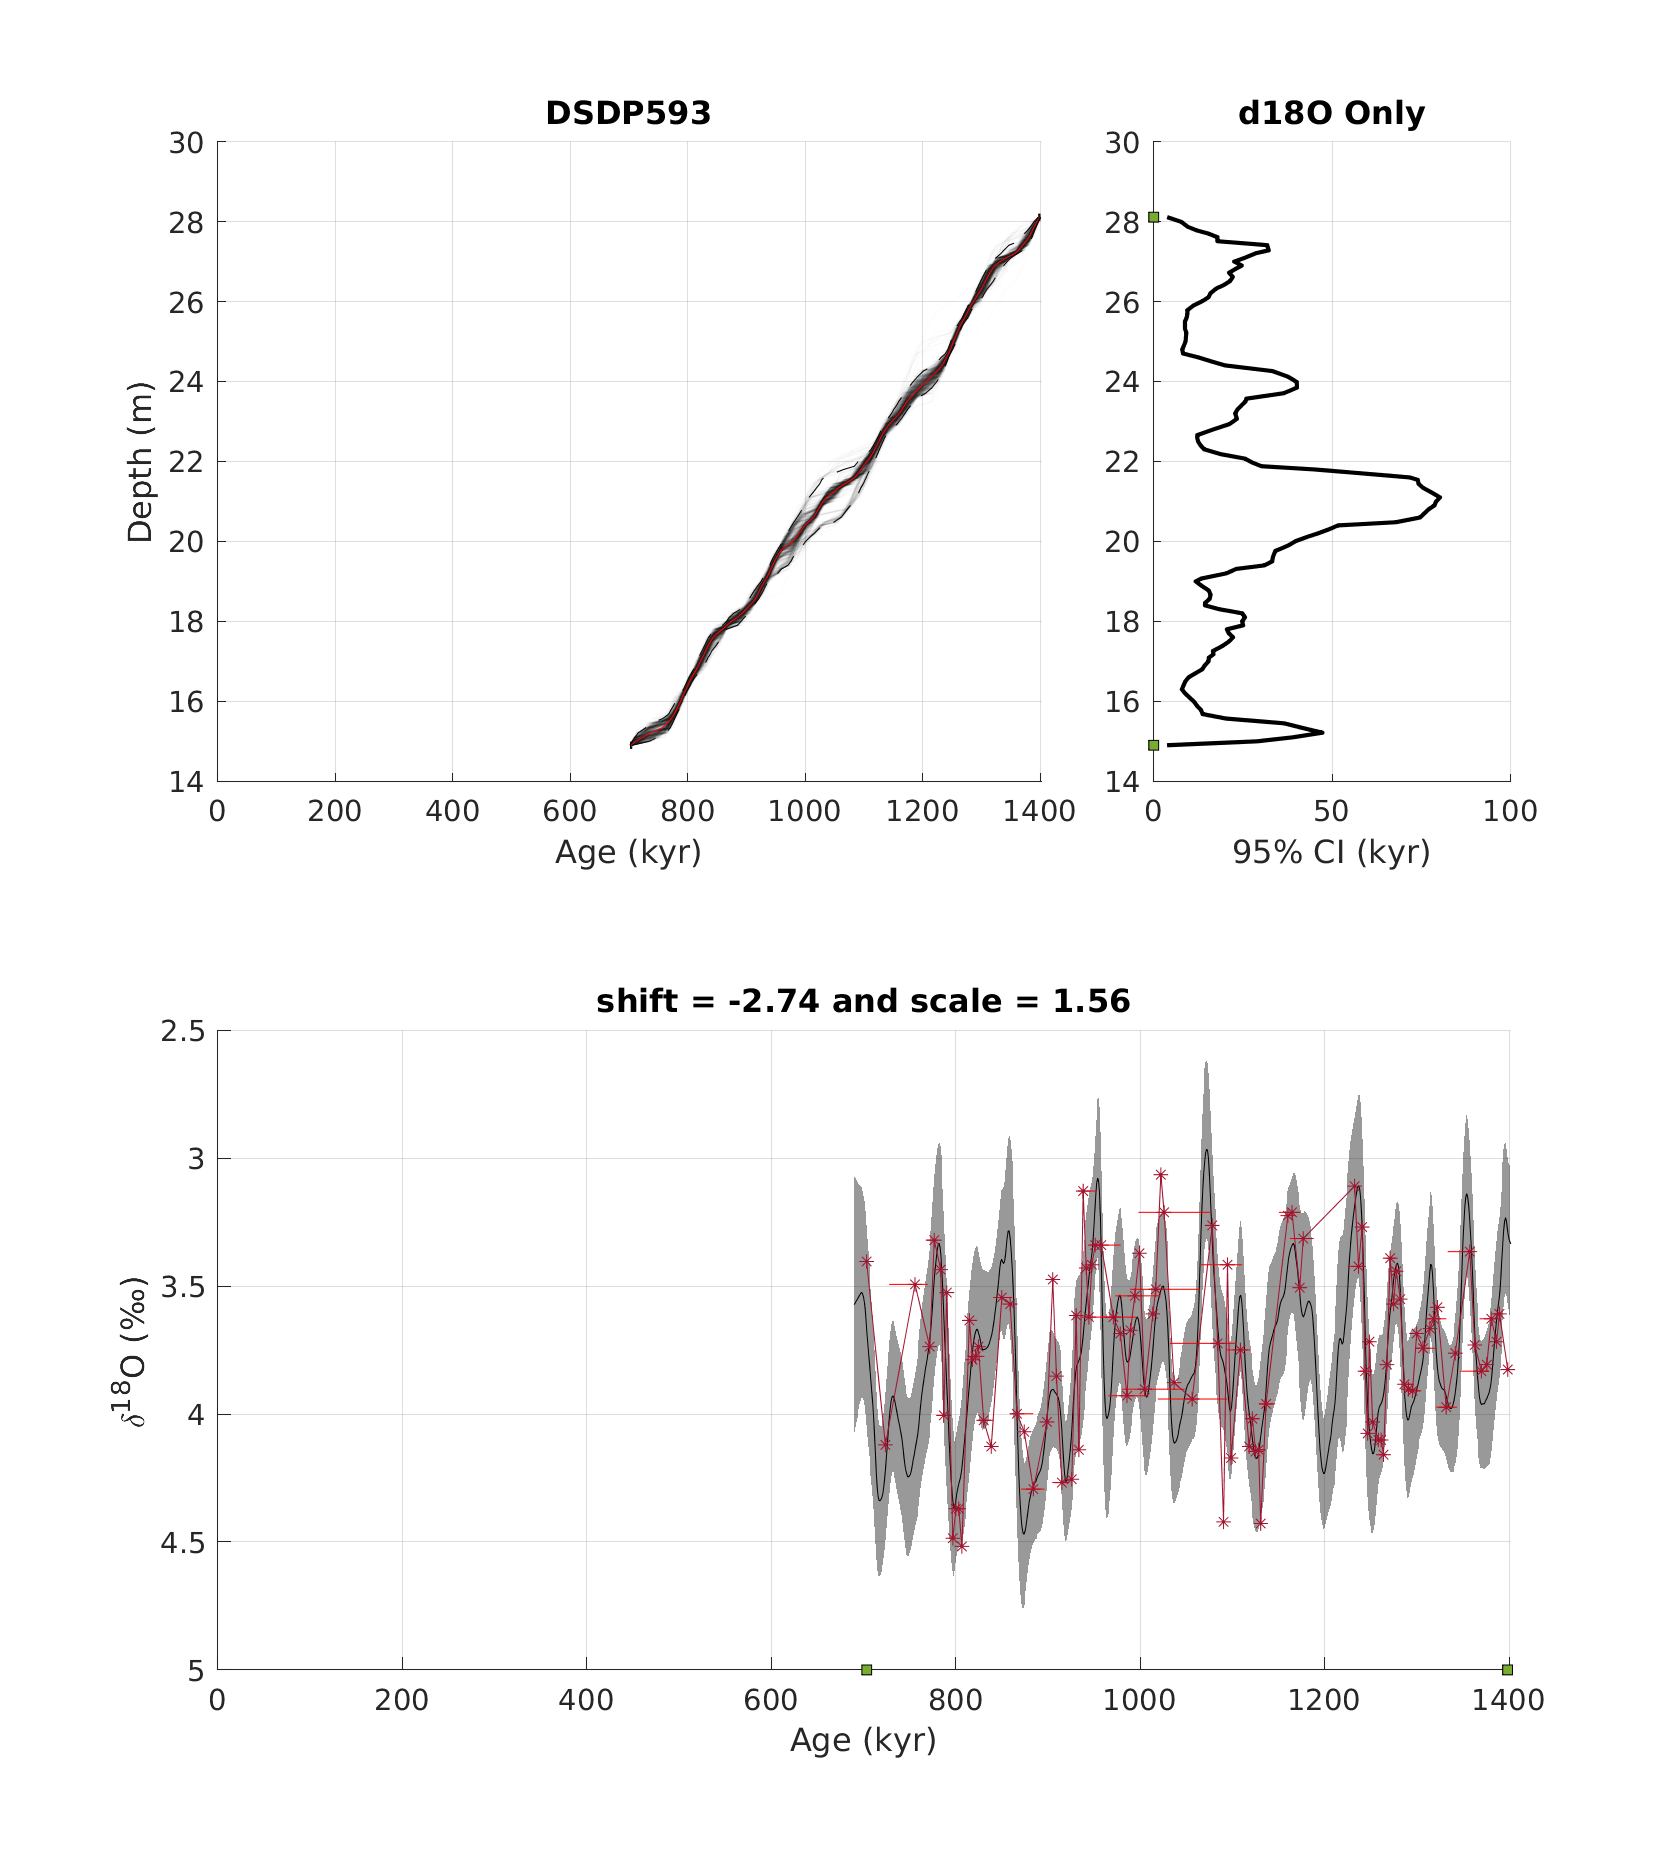 DSDP593
d18O Only
30
28
26
24
22
20
18
16
14
Depth (m)
0 200 400 600 800 1000 1200 1400
Age (kyr)
30
28
26
24
22
20
18
16
14
0 50 100
95% CI (kyr)
shift = -2.74 and scale = 1.56
2.5
3
3.5
4
4.5
5
δ18O (‰)
0 200 400 600 800 1000 1200 1400
Age (kyr)